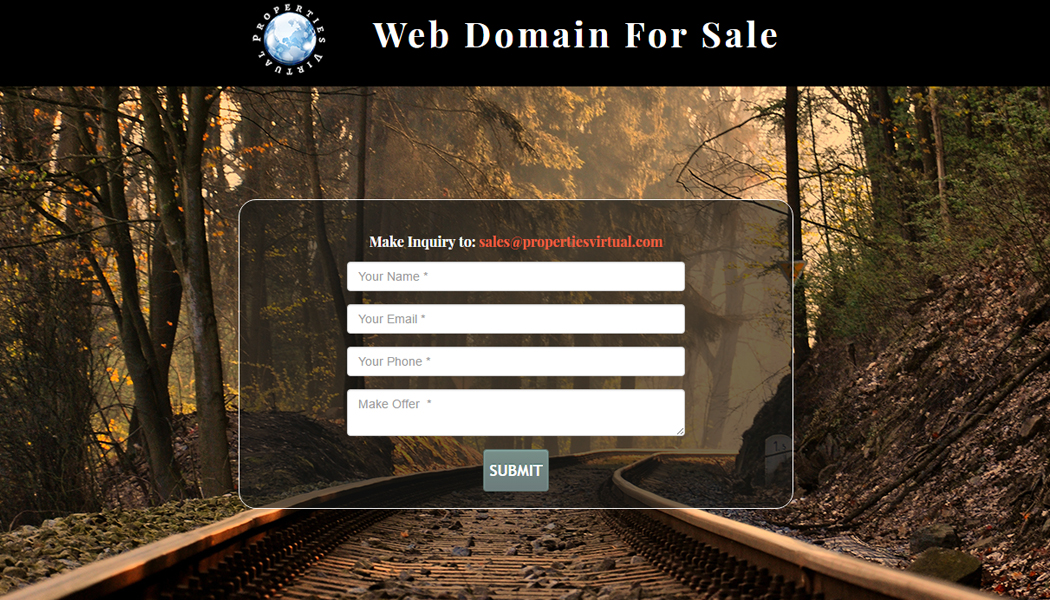 PROPERTIES VIRTUAL
Web Domain For Sale
Make Inquiry to: sales@propertiesvirtual.com
Your Name *
Your Email *
Your Phone *
Make Offer  *
SUBMIT